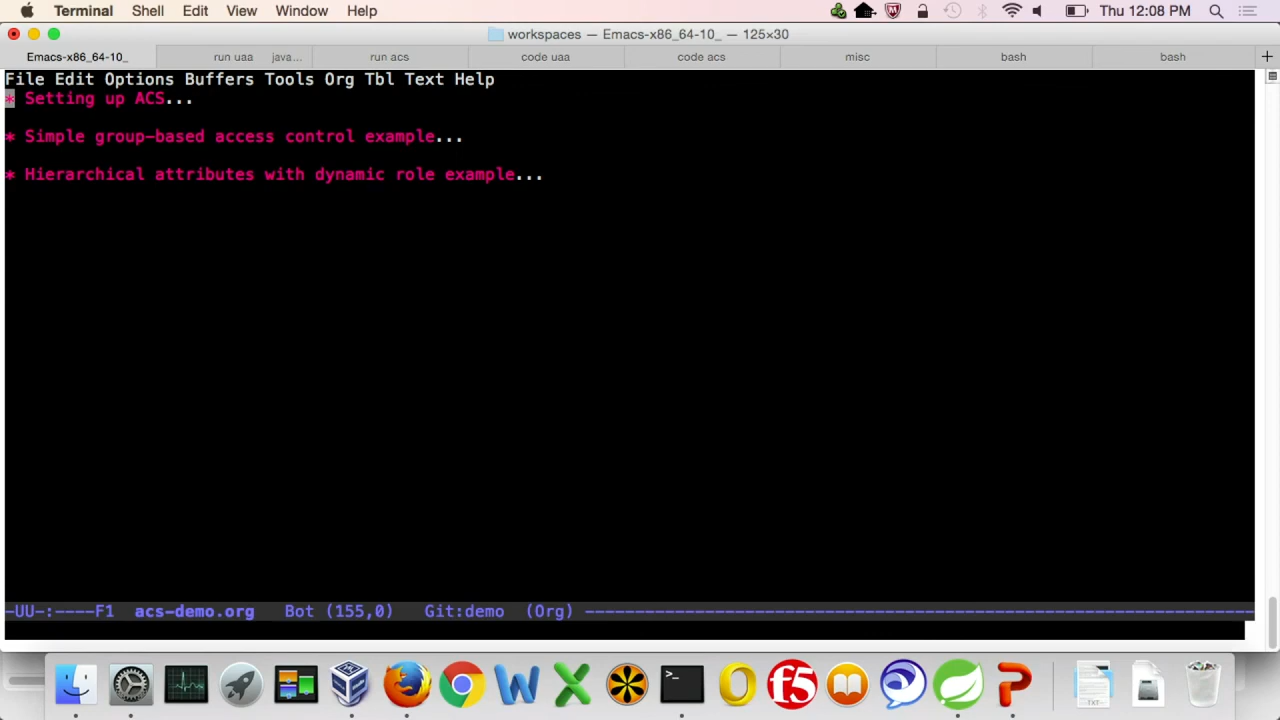 Terminal Shell Edit View Window Help Thu 12:08 PM
workspaces — Emacs-x86_64-10_ — 125×30
Emacs-x86_64-10_ run uaa java... run acs code uaa code acs misc bash bash
File Edit Options Buffers Tools Org Tbl Text Help
* Setting up ACS...
* Simple group-based access control example...
* Hierarchical attributes with dynamic role example...
-UU-:----F1 acs-demo.org Bot (155,0) Git:demo (Org) -------------------------------------------------------------------
>_ W X f5 P TXT